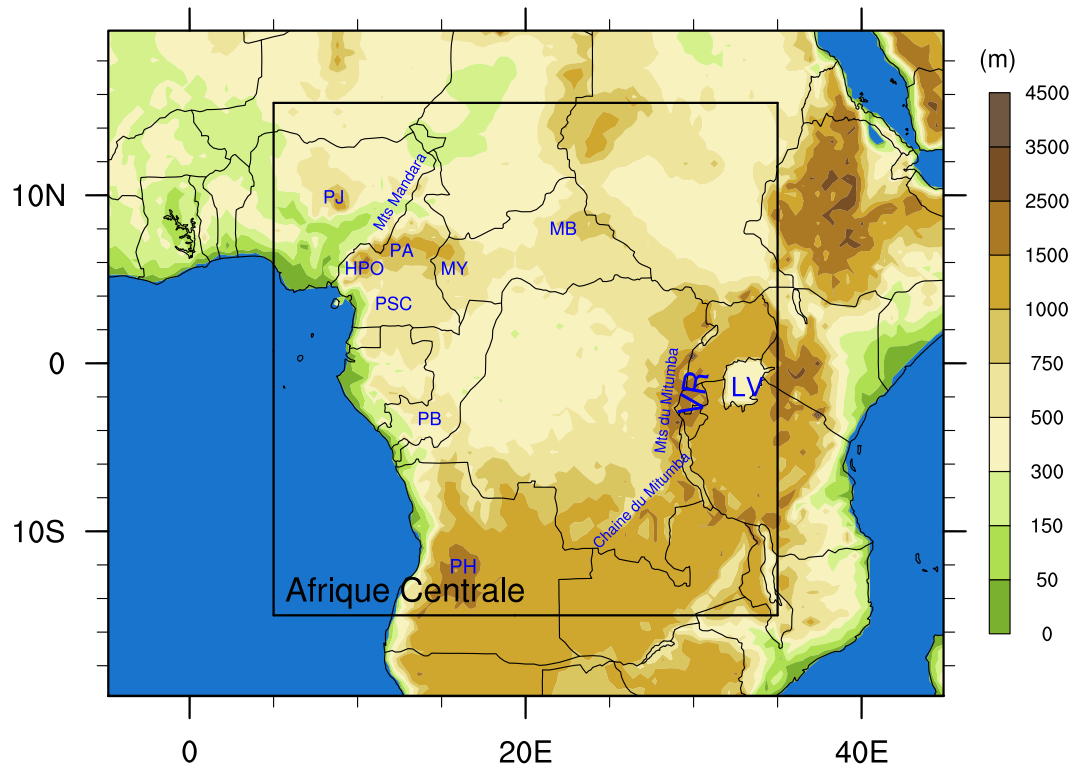 (m)
4500
3500
2500
1500
1000
750
500
300
150
50
0
10N
0
10S
0
20E
40E
PJ
Mts Mandara
MB
PA
HPO
MY
PSC
PB
Mts du Mitumba
VR
LV
Chaine du Mitumba
PH
Afrique Centrale